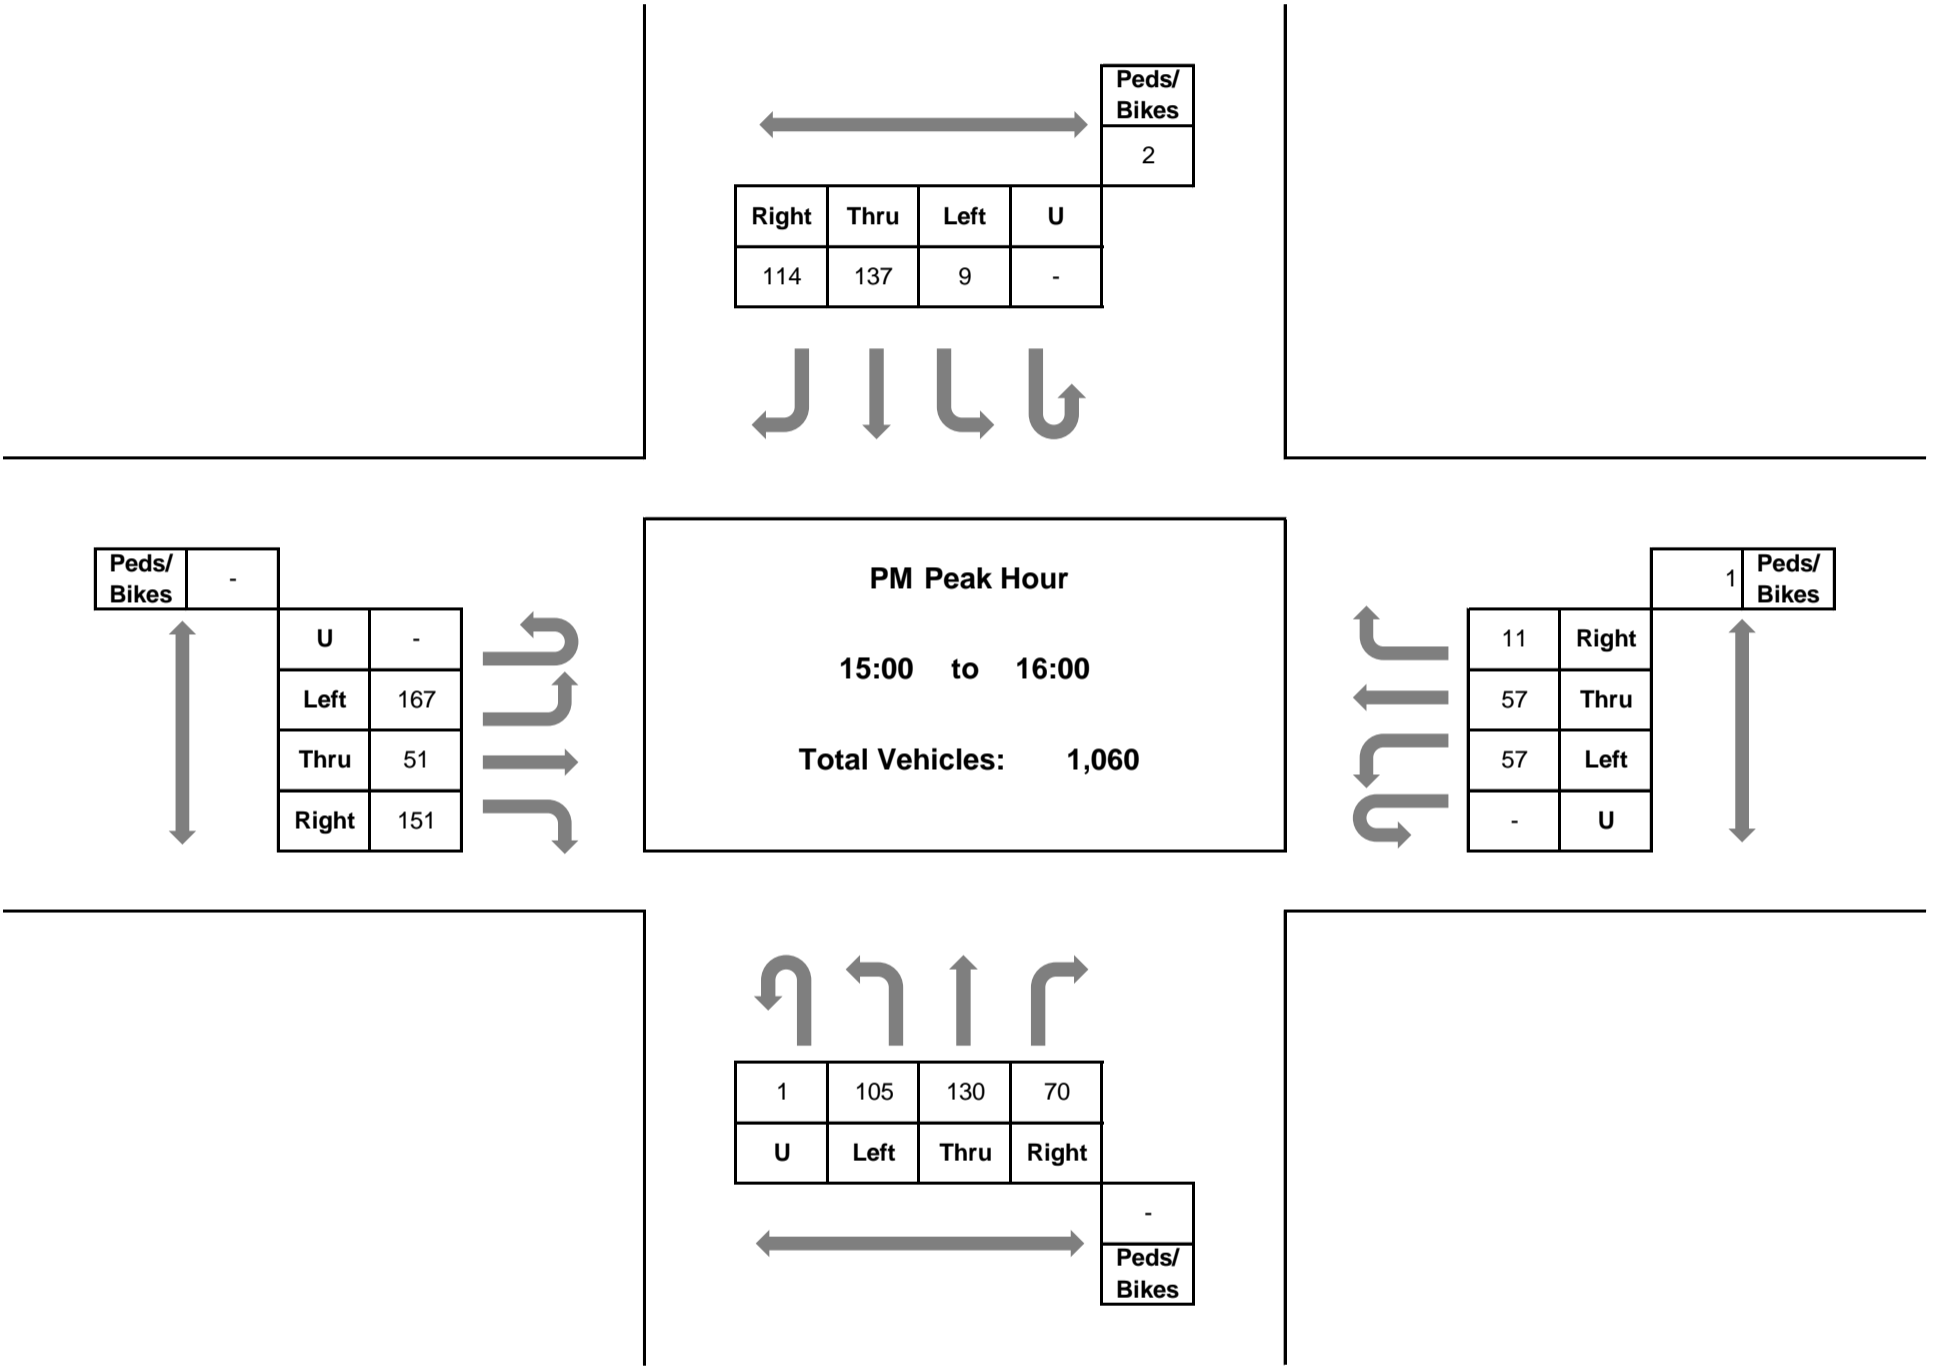 Peds/
Bikes
2
Right Thru Left U
114 137 9 -
Peds/
Bikes
-
U -
Left 167
Thru 51
Right 151
PM Peak Hour
15:00 to 16:00
Total Vehicles: 1,060
1 Peds/
Bikes
11 Right
57 Thru
57 Left
- U
1 105 130 70
U Left Thru Right
-
Peds/
Bikes